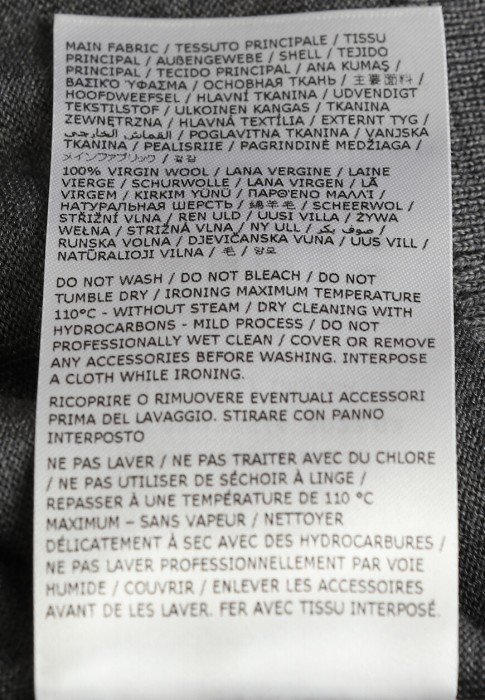 MAIN FABRIC / TESSUTO PRINCIPALE / TISSU
PRINCIPAL / AUßENGEWEBE / SHELL / TEJIDO
PRINCIPAL / TECIDO PRINCIPAL / ANA KUMAŞ /
ΒΑΣΙΚΌ ΎΦΑΣΜΑ / ОСНОВНАЯ ТКАНЬ / 主要面料 /
HOOFDWEEFSEL / HLAVNÍ TKANINA / UDVENDIGT
TEKSTILSTOF / ULKOINEN KANGAS / TKANINA
ZEWNĘTRZNA / HLAVNÁ TEXTÍLIA / EXTERNT TYG /
القماش الخارجي / POGLAVITNA TKANINA / VANJSKA
TKANINA / PEALISRIIE / PAGRINDINĖ MEDŽIAGA /
メインファブリック / 겉감
100% VIRGIN WOOL / LANA VERGINE / LAINE
VIERGE / SCHURWOLLE / LANA VIRGEN / LÃ
VIRGEM / KIRKIM YÜNÜ / ΠΑΡΘΈΝΟ ΜΑΛΛΊ /
НАТУРАЛЬНАЯ ШЕРСТЬ / 绵羊毛 / SCHEERWOL /
STŘIŽNÍ VLNA / REN ULD / UUSI VILLA / ŻYWA
WEŁNA / STRIŽNÁ VLNA / NY ULL / صوف بكر /
RUNSKA VOLNA / DJEVIČANSKA VUNA / UUS VILL /
NATŪRALIOJI VILNA / 毛 / 양모
DO NOT WASH / DO NOT BLEACH / DO NOT
TUMBLE DRY / IRONING MAXIMUM TEMPERATURE
110°C - WITHOUT STEAM / DRY CLEANING WITH
HYDROCARBONS - MILD PROCESS / DO NOT
PROFESSIONALLY WET CLEAN / COVER OR REMOVE
ANY ACCESSORIES BEFORE WASHING. INTERPOSE
A CLOTH WHILE IRONING.
RICOPRIRE O RIMUOVERE EVENTUALI ACCESSORI
PRIMA DEL LAVAGGIO. STIRARE CON PANNO
INTERPOSTO
NE PAS LAVER / NE PAS TRAITER AVEC DU CHLORE
/ NE PAS UTILISER DE SÉCHOIR À LINGE /
REPASSER À UNE TEMPÉRATURE DE 110 °C
MAXIMUM – SANS VAPEUR / NETTOYER
DÉLICATEMENT À SEC AVEC DES HYDROCARBURES /
NE PAS LAVER PROFESSIONNELLEMENT PAR VOIE
HUMIDE / COUVRIR / ENLEVER LES ACCESSOIRES
AVANT DE LES LAVER. FER AVEC TISSU INTERPOSÉ.